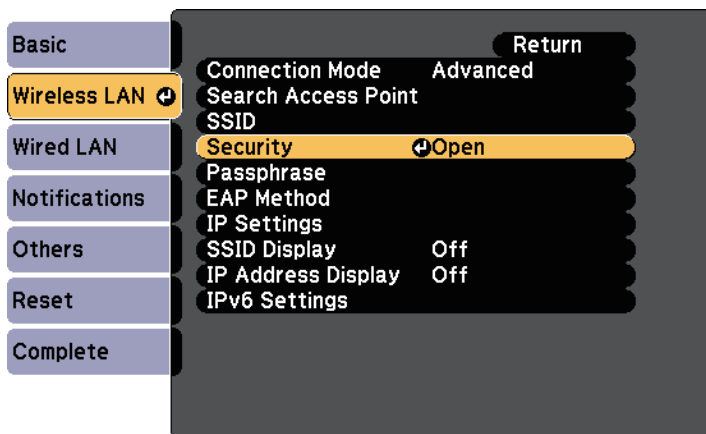 Basic
Wireless LAN
Wired LAN
Notifications
Others
Reset
Complete
Return
Connection Mode Advanced
Search Access Point
SSID
Security Open
Passphrase
EAP Method
IP Settings
SSID Display Off
IP Address Display Off
IPv6 Settings